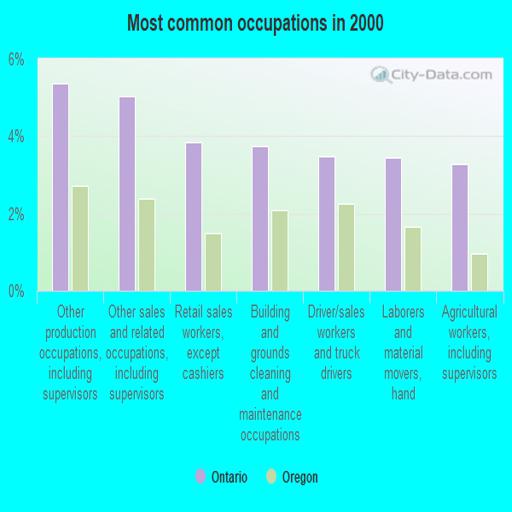 Most common occupations in 2000
City-Data.com
6%
4%
2%
0%
Other
production
occupations,
including
supervisors
Other sales
and related
occupations,
including
supervisors
Retail sales
workers,
except
cashiers
Building
and
grounds
cleaning
and
maintenance
occupations
Driver/sales
workers
and truck
drivers
Laborers
and
material
movers,
hand
Agricultural
workers,
including
supervisors
Ontario
Oregon